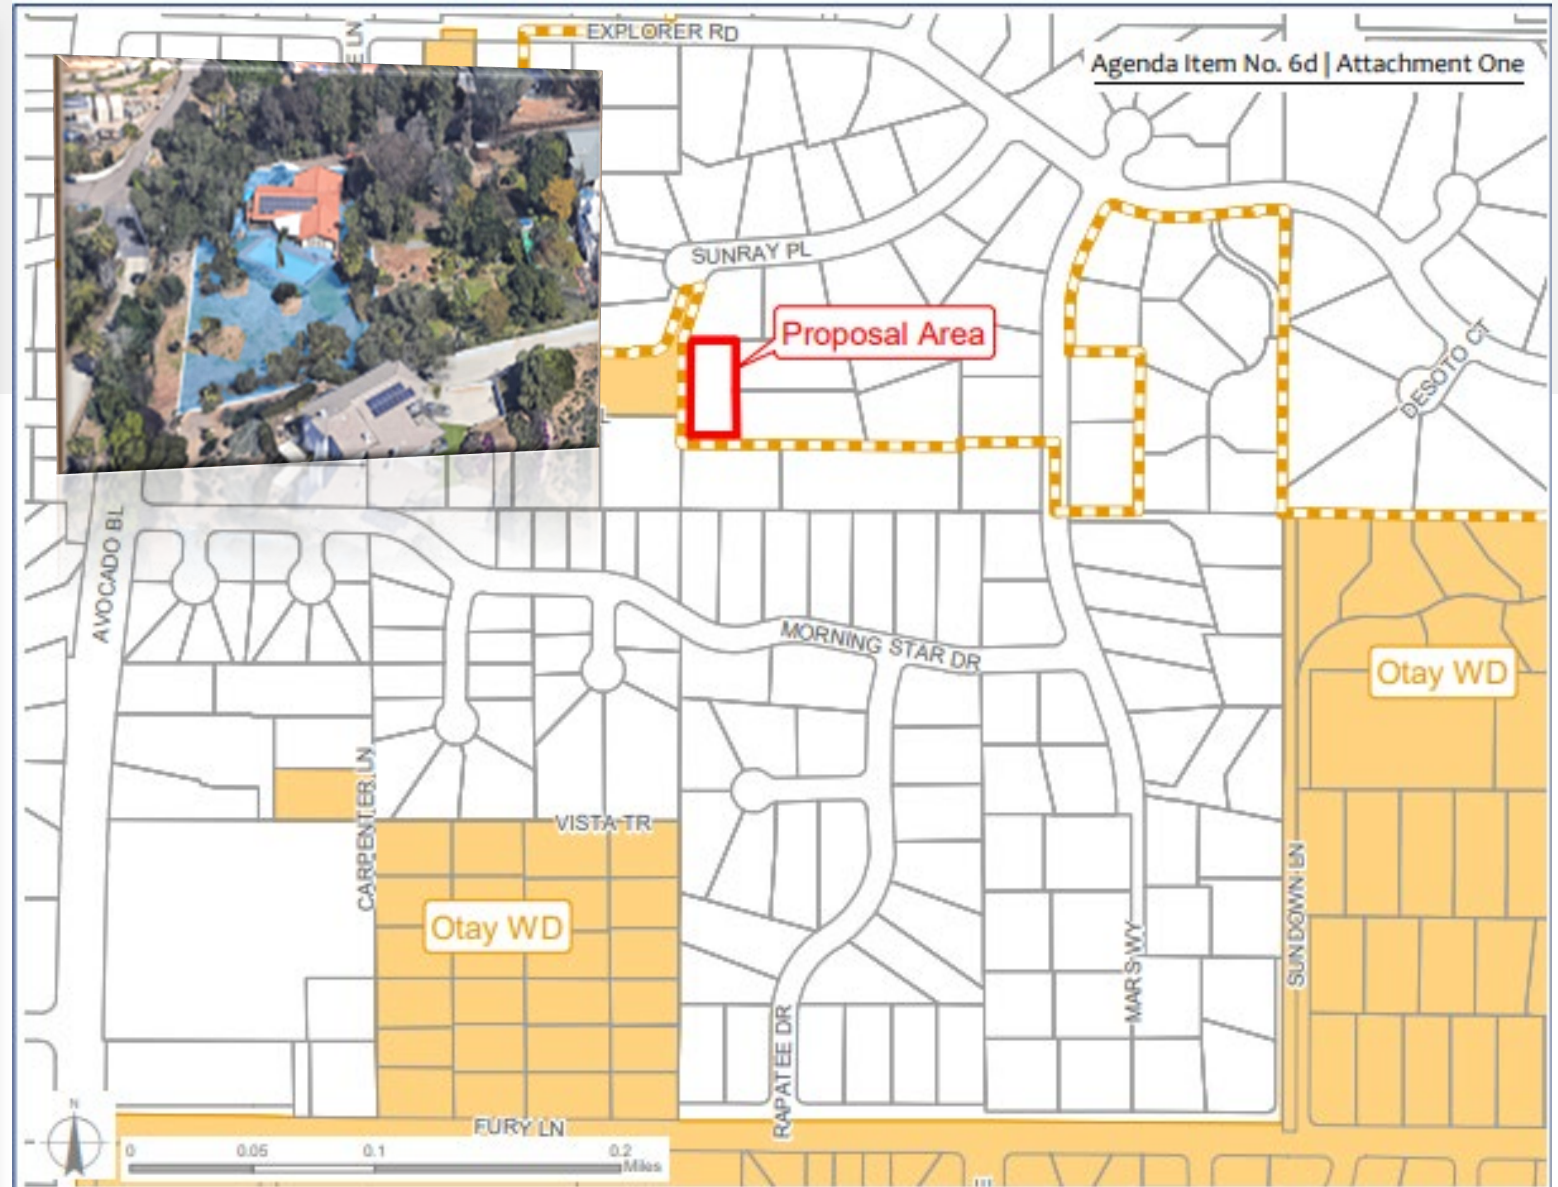 E LN
EXPLORER RD
Agenda Item No. 6d | Attachment One
SUNRAY PL
Proposal Area
DESOTO CT
L
AVOCADO BL
MORNING STAR DR
Otay WD
CARPENTER LN
VISTA TR
Otay WD
SUNDOWN LN
MARS WY
RAPATEE DR
FURY LN
N
0 0.05 0.1 0.2
Miles